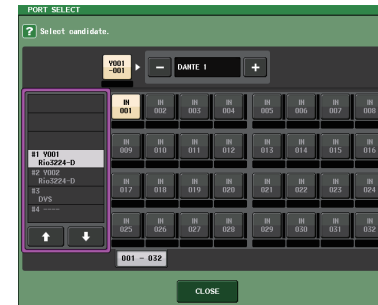 PORT SELECT
? Select candidate.
Y001
-001
DANTE 1
IN 001 IN 002 IN 003 IN 004 IN 005 IN 006 IN 007 IN 008
IN 009 IN 010 IN 011 IN 012 IN 013 IN 014 IN 015 IN 016
#1 Y001
Rio3224-D
#2 Y002
Rio3224-D
IN 017 IN 018 IN 019 IN 020 IN 021 IN 022 IN 023 IN 024
#3
DVS
#4 ----
IN 025 IN 026 IN 027 IN 028 IN 029 IN 030 IN 031 IN 032
001 - 032
CLOSE